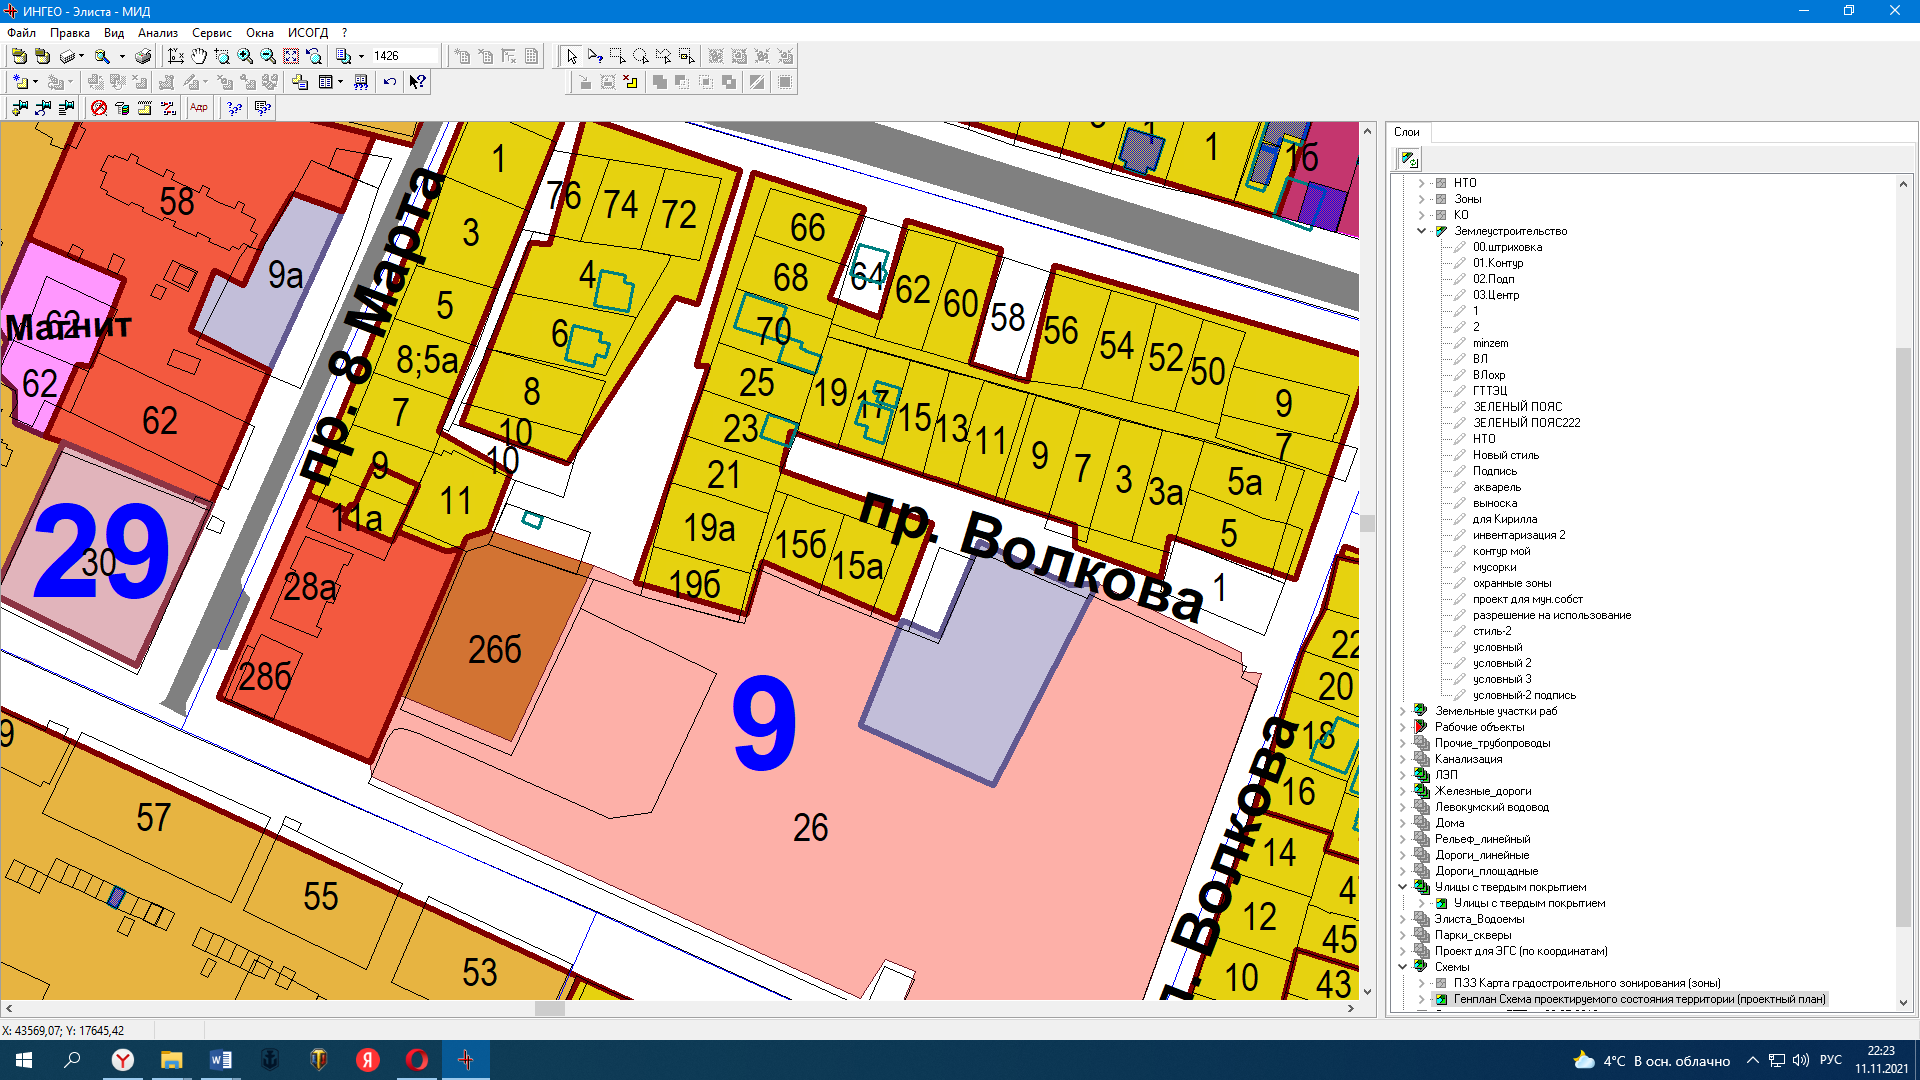 ИНГЕО - Элиста - МИД
Файл Правка Вид Анализ Сервис Окна ИСОГД ?
1426
Адр
Слои
НТО
Зоны
КО
Землеустройство
00.штриховка
01.Контур
02.Подп
03.Центр
1
2
minzem
ВЛ
ВЛохр
ГТТЭЦ
ЗЕЛЕНЫЙ ПОЯС
ЗЕЛЕНЫЙ ПОЯС222
НТО
Новый стиль
Подпись
акварель
выноска
для Кирилла
инвентаризация 2
контур мой
мусорки
охранные зоны
проект для мун.собст
разрешение на использование
стиль-2
условный
условный 2
условный 3
условный-2 подпись
Земельные участки раб
Рабочие объекты
Прочие_трубопроводы
Канализация
ЛЭП
Железные_дороги
Левокумский водовод
Дома
Рельеф_линейный
Дороги_линейные
Дороги_площадные
Улицы с твердым покрытием
Улицы с твердым покрытием
Элиста_Водоемы
Парки_скверы
Проект для ЭГС (по координатам)
Схемы
ПЗЗ Карта градостроительного зонирования (зоны)
Генплан Схема проектируемого состояния территории (проектный план)
1
1
1б
58
76
74
72
3
66
9а
4
68
64
62
60
58
5
62
Магнит
6
70
56
54
52
50
8;5а
62
62
8
25
19
17
15
13
11
9
7
пр. 8 Марта
7
10
10
23
21
9
7
3
3а
5а
9
11
11а
19а
15б
15а
пр. Волкова
5
29
30
28а
19б
1
28б
26б
9
22
20
18
9
16
57
26
14
4
55
12
45
53
10
43
Волкова
X: 43569,07; Y: 17645,42
4°C В осн. облачно
РУС
22:23
11.11.2021